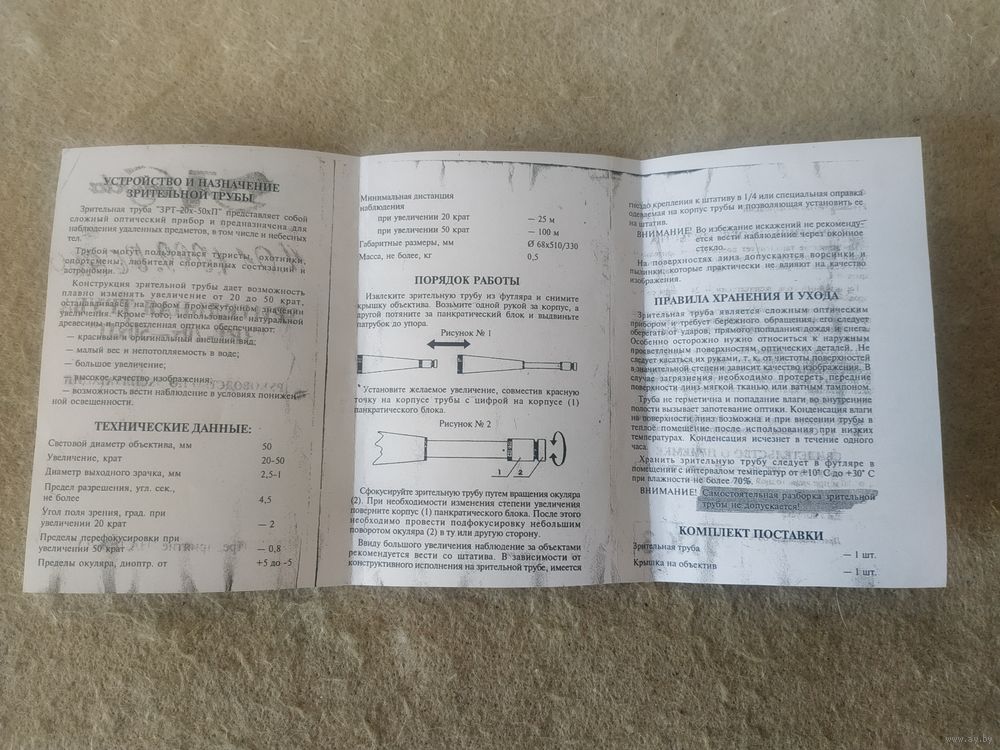 УСТРОЙСТВО И НАЗНАЧЕНИЕ
ЗРИТЕЛЬНОЙ ТРУБЫ
Зрительная труба "ЗРТ-20х-50хП" представляет собой
сложный оптический прибор и предназначена для
наблюдения удаленных предметов, в том числе и небесных
тел.
Трубой могут пользоваться туристы, охотники,
спортсмены, любители спортивных состязаний и
астрономии.
Конструкция зрительной трубы дает возможность
плавно изменять увеличение от 20 до 50 крат,
останавливаясь на любом промежуточном значении
увеличения. Кроме того, использование натуральной
древесины и просветленная оптика обеспечивают:
— красивый и оригинальный внешний вид;
— малый вес и непотопляемость в воде;
— большое увеличение;
— высокое качество изображения;
— возможность вести наблюдение в условиях понижен-
ной освещенности.
ТЕХНИЧЕСКИЕ ДАННЫЕ:
Световой диаметр объектива, мм 50
Увеличение, крат 20-50
Диаметр выходного зрачка, мм 2,5-1
Предел разрешения, угл. сек.,
не более 4,5
Угол поля зрения, град. при
увеличении 20 крат — 2
Пределы перефокусировки при
увеличении 50 крат — 0,8
Пределы окуляра, диоптр. от +5 до -5
Минимальная дистанция
наблюдения
при увеличении 20 крат — 25 м
при увеличении 50 крат — 100 м
Габаритные размеры, мм Ø 68х510/330
Масса, не более, кг 0,5
ПОРЯДОК РАБОТЫ
Извлеките зрительную трубу из футляра и снимите
крышку объектива. Возьмите одной рукой за корпус, а
другой потяните за панкратический блок и выдвиньте
патрубок до упора.
Рисунок № 1
Установите желаемое увеличение, совместив красную
точку на корпусе трубы с цифрой на корпусе (1)
панкратического блока.
Рисунок № 2
1 2
Сфокусируйте зрительную трубу путем вращения окуляра
(2). При необходимости изменения степени увеличения
поверните корпус (1) панкратического блока. После этого
необходимо провести подфокусировку небольшим
поворотом окуляра (2) в ту или другую сторону.
Ввиду большого увеличения наблюдение за объектами
рекомендуется вести со штатива. В зависимости от
конструктивного исполнения на зрительной трубе, имеется
гнездо крепления к штативу в 1/4 или специальная оправка
одеваемая на корпус трубы и позволяющая установить ее
на штатив.
ВНИМАНИЕ! Во избежание искажений не рекоменду-
ется вести наблюдение через оконное
стекло.
На поверхностях линз допускаются ворсинки и
пылинки, которые практически не влияют на качество
изображения.
ПРАВИЛА ХРАНЕНИЯ И УХОДА
Зрительная труба является сложным оптическим
прибором и требует бережного обращения, его следует
оберегать от ударов, прямого попадания дождя и снега.
Особенно осторожно нужно относиться к наружным
просветленным поверхностям оптических деталей. Не
следует касаться их руками, т. к. от чистоты поверхностей
в значительной степени зависит качество изображения. В
случае загрязнения необходимо протереть передние
поверхности линз мягкой тканью или ватным тампоном.
Труба не герметична и попадание влаги во внутренние
полости вызывает запотевание оптики. Конденсация влаги
на поверхности линз возможна и при внесении трубы в
теплое помещение после использования при низких
температурах. Конденсация исчезнет в течение одного
часа.
Хранить зрительную трубу следует в футляре в
помещении с интервалом температур от +10° С до +30° С
при влажности не более 70%.
ВНИМАНИЕ! Самостоятельная разборка зрительной
трубы не допускается!
КОМПЛЕКТ ПОСТАВКИ
Зрительная труба — 1 шт.
Крышка на объектив — 1 шт.
www.ay.by